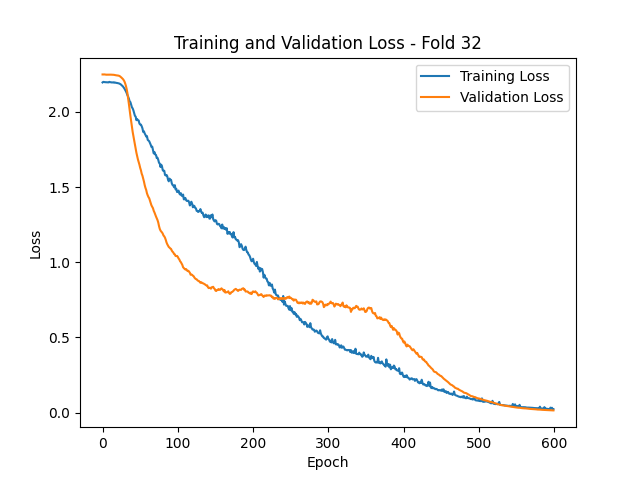 Training and Validation Loss - Fold 32
Training Loss
Validation Loss
Loss
2.0
1.5
1.0
0.5
0.0
0 100 200 300 400 500 600
Epoch